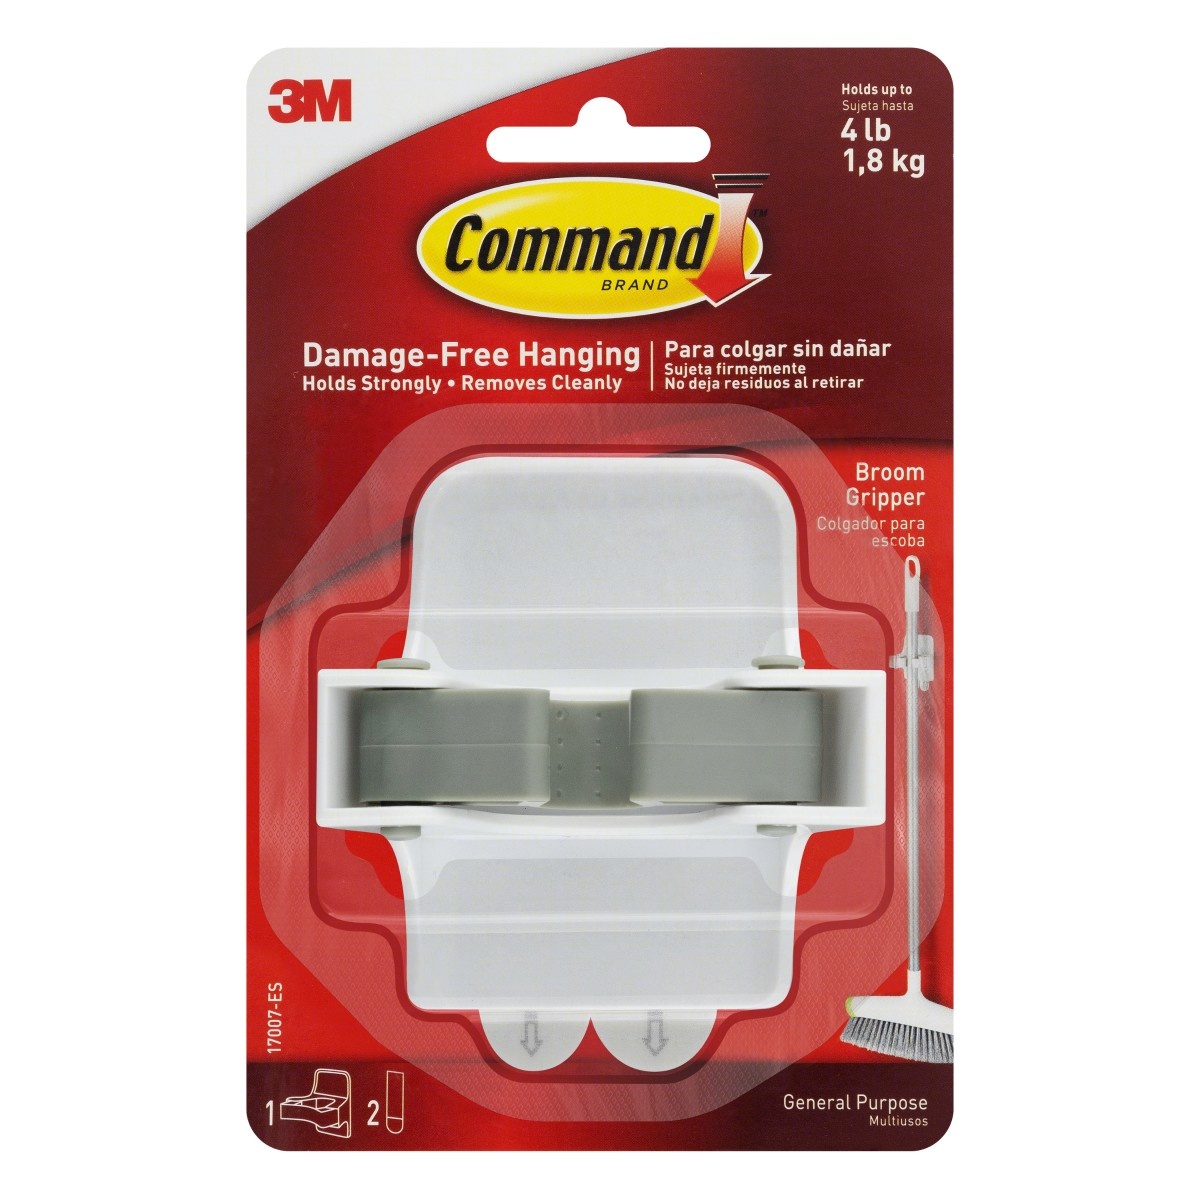 3M
Holds up to
Sujeta hasta
4 lb
1,8 kg
Command™
BRAND
Damage-Free Hanging
Holds Strongly • Removes Cleanly
Para colgar sin dañar
Sujeta firmemente
No deja residuos al retirar
Broom
Gripper
Colgador para
escoba
17007-ES
1
2
General Purpose
Multiusos